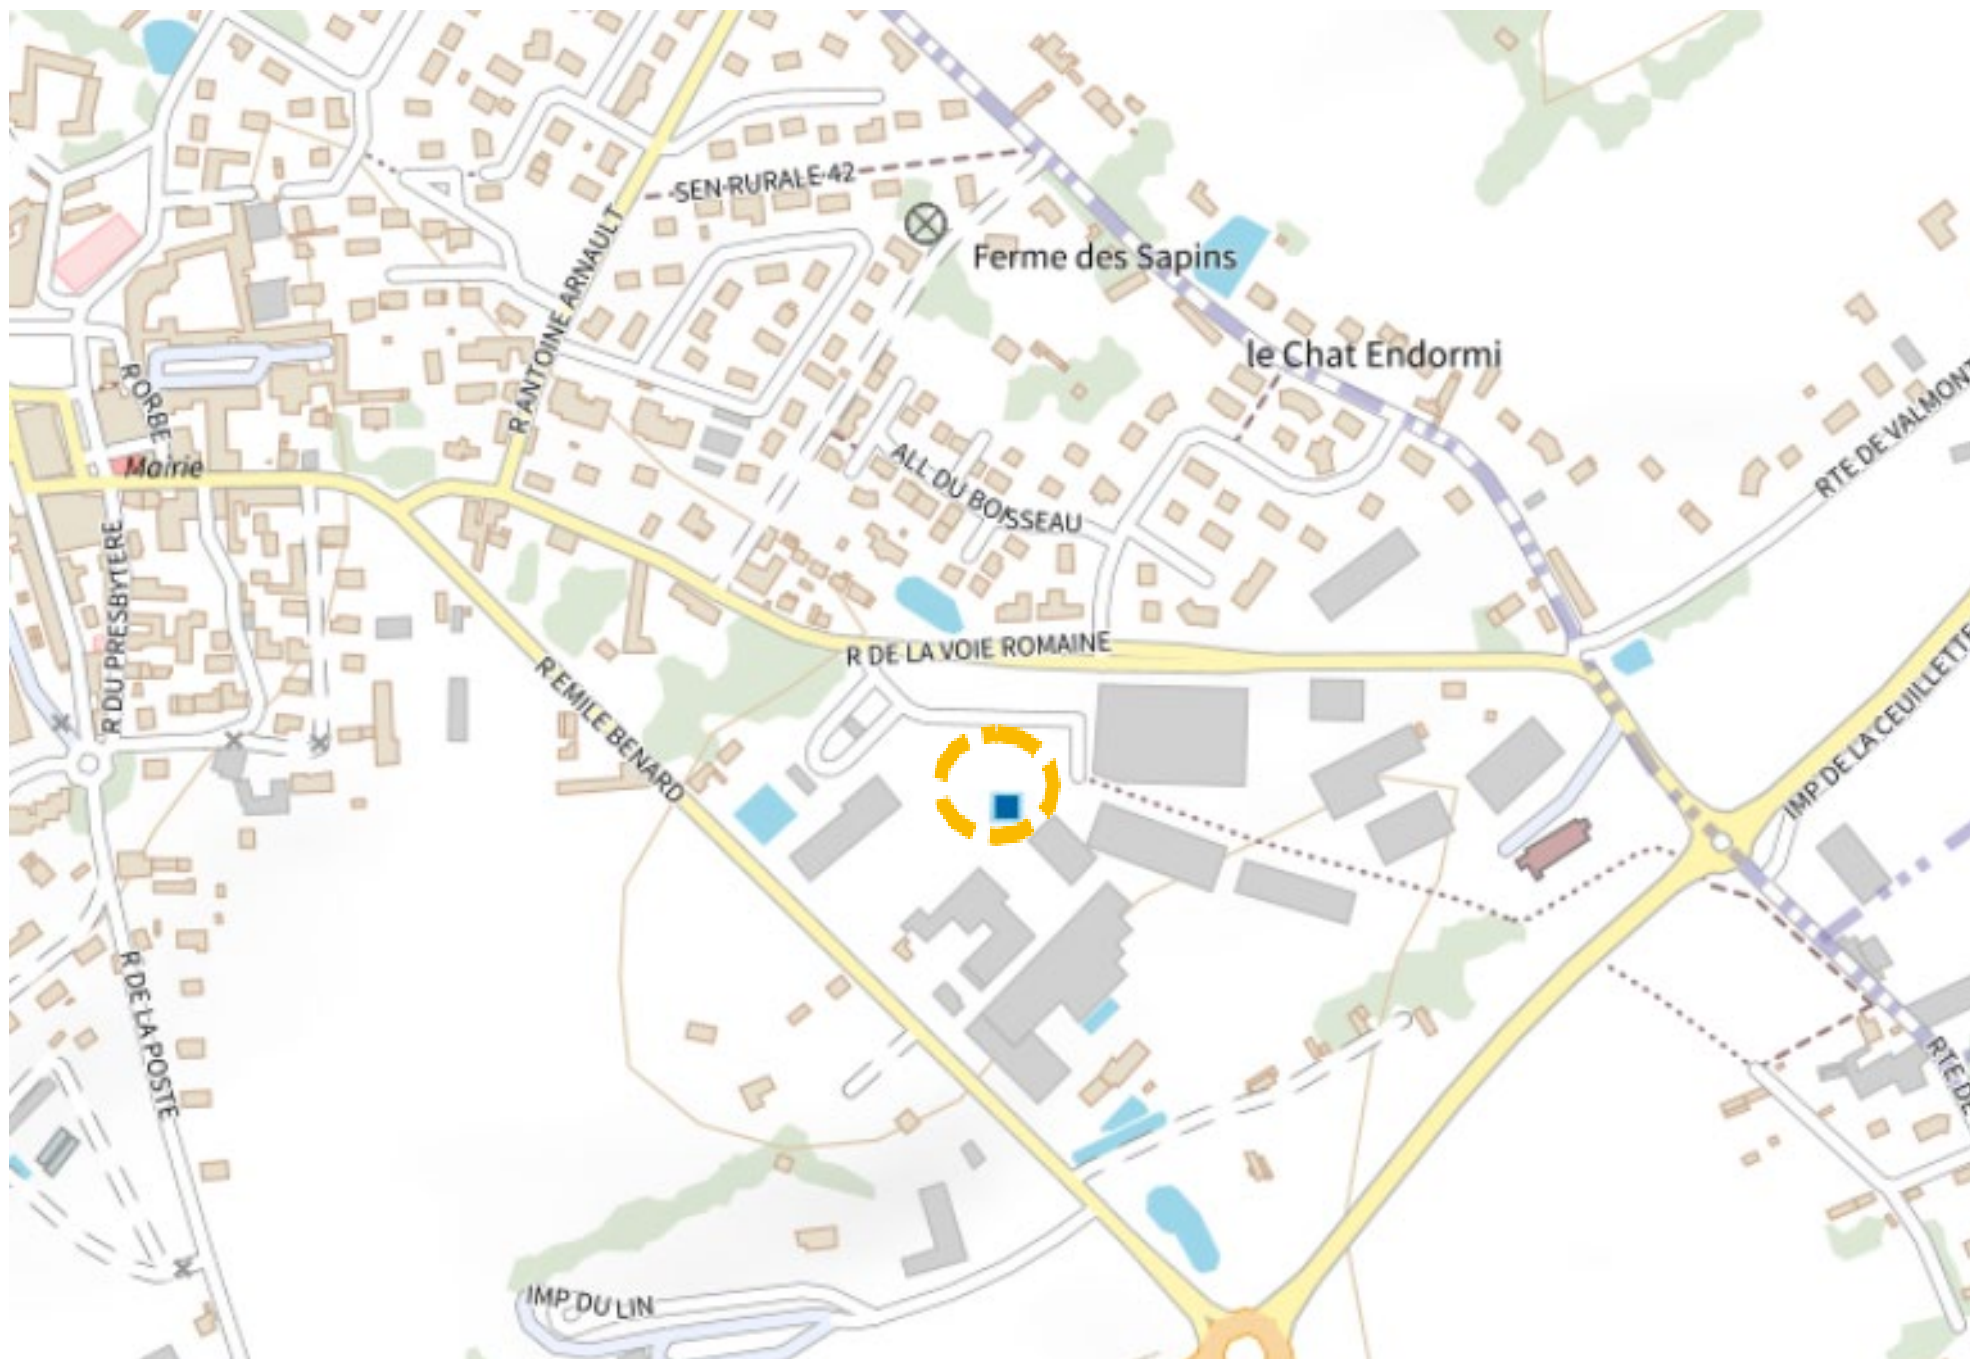 SEN RURALE 42
R ANTOINE ARNAULT
Ferme des Sapins
le Chat Endormi
R ORBE
Mairie
ALL DU BOISSEAU
RTE DE VALMONT
R DU PRESBYTERE
R DE LA VOIE ROMAINE
R EMILE BENARD
IMP DE LA CEUILLETTE
R DE LA POSTE
RTE DE
IMP DU LIN